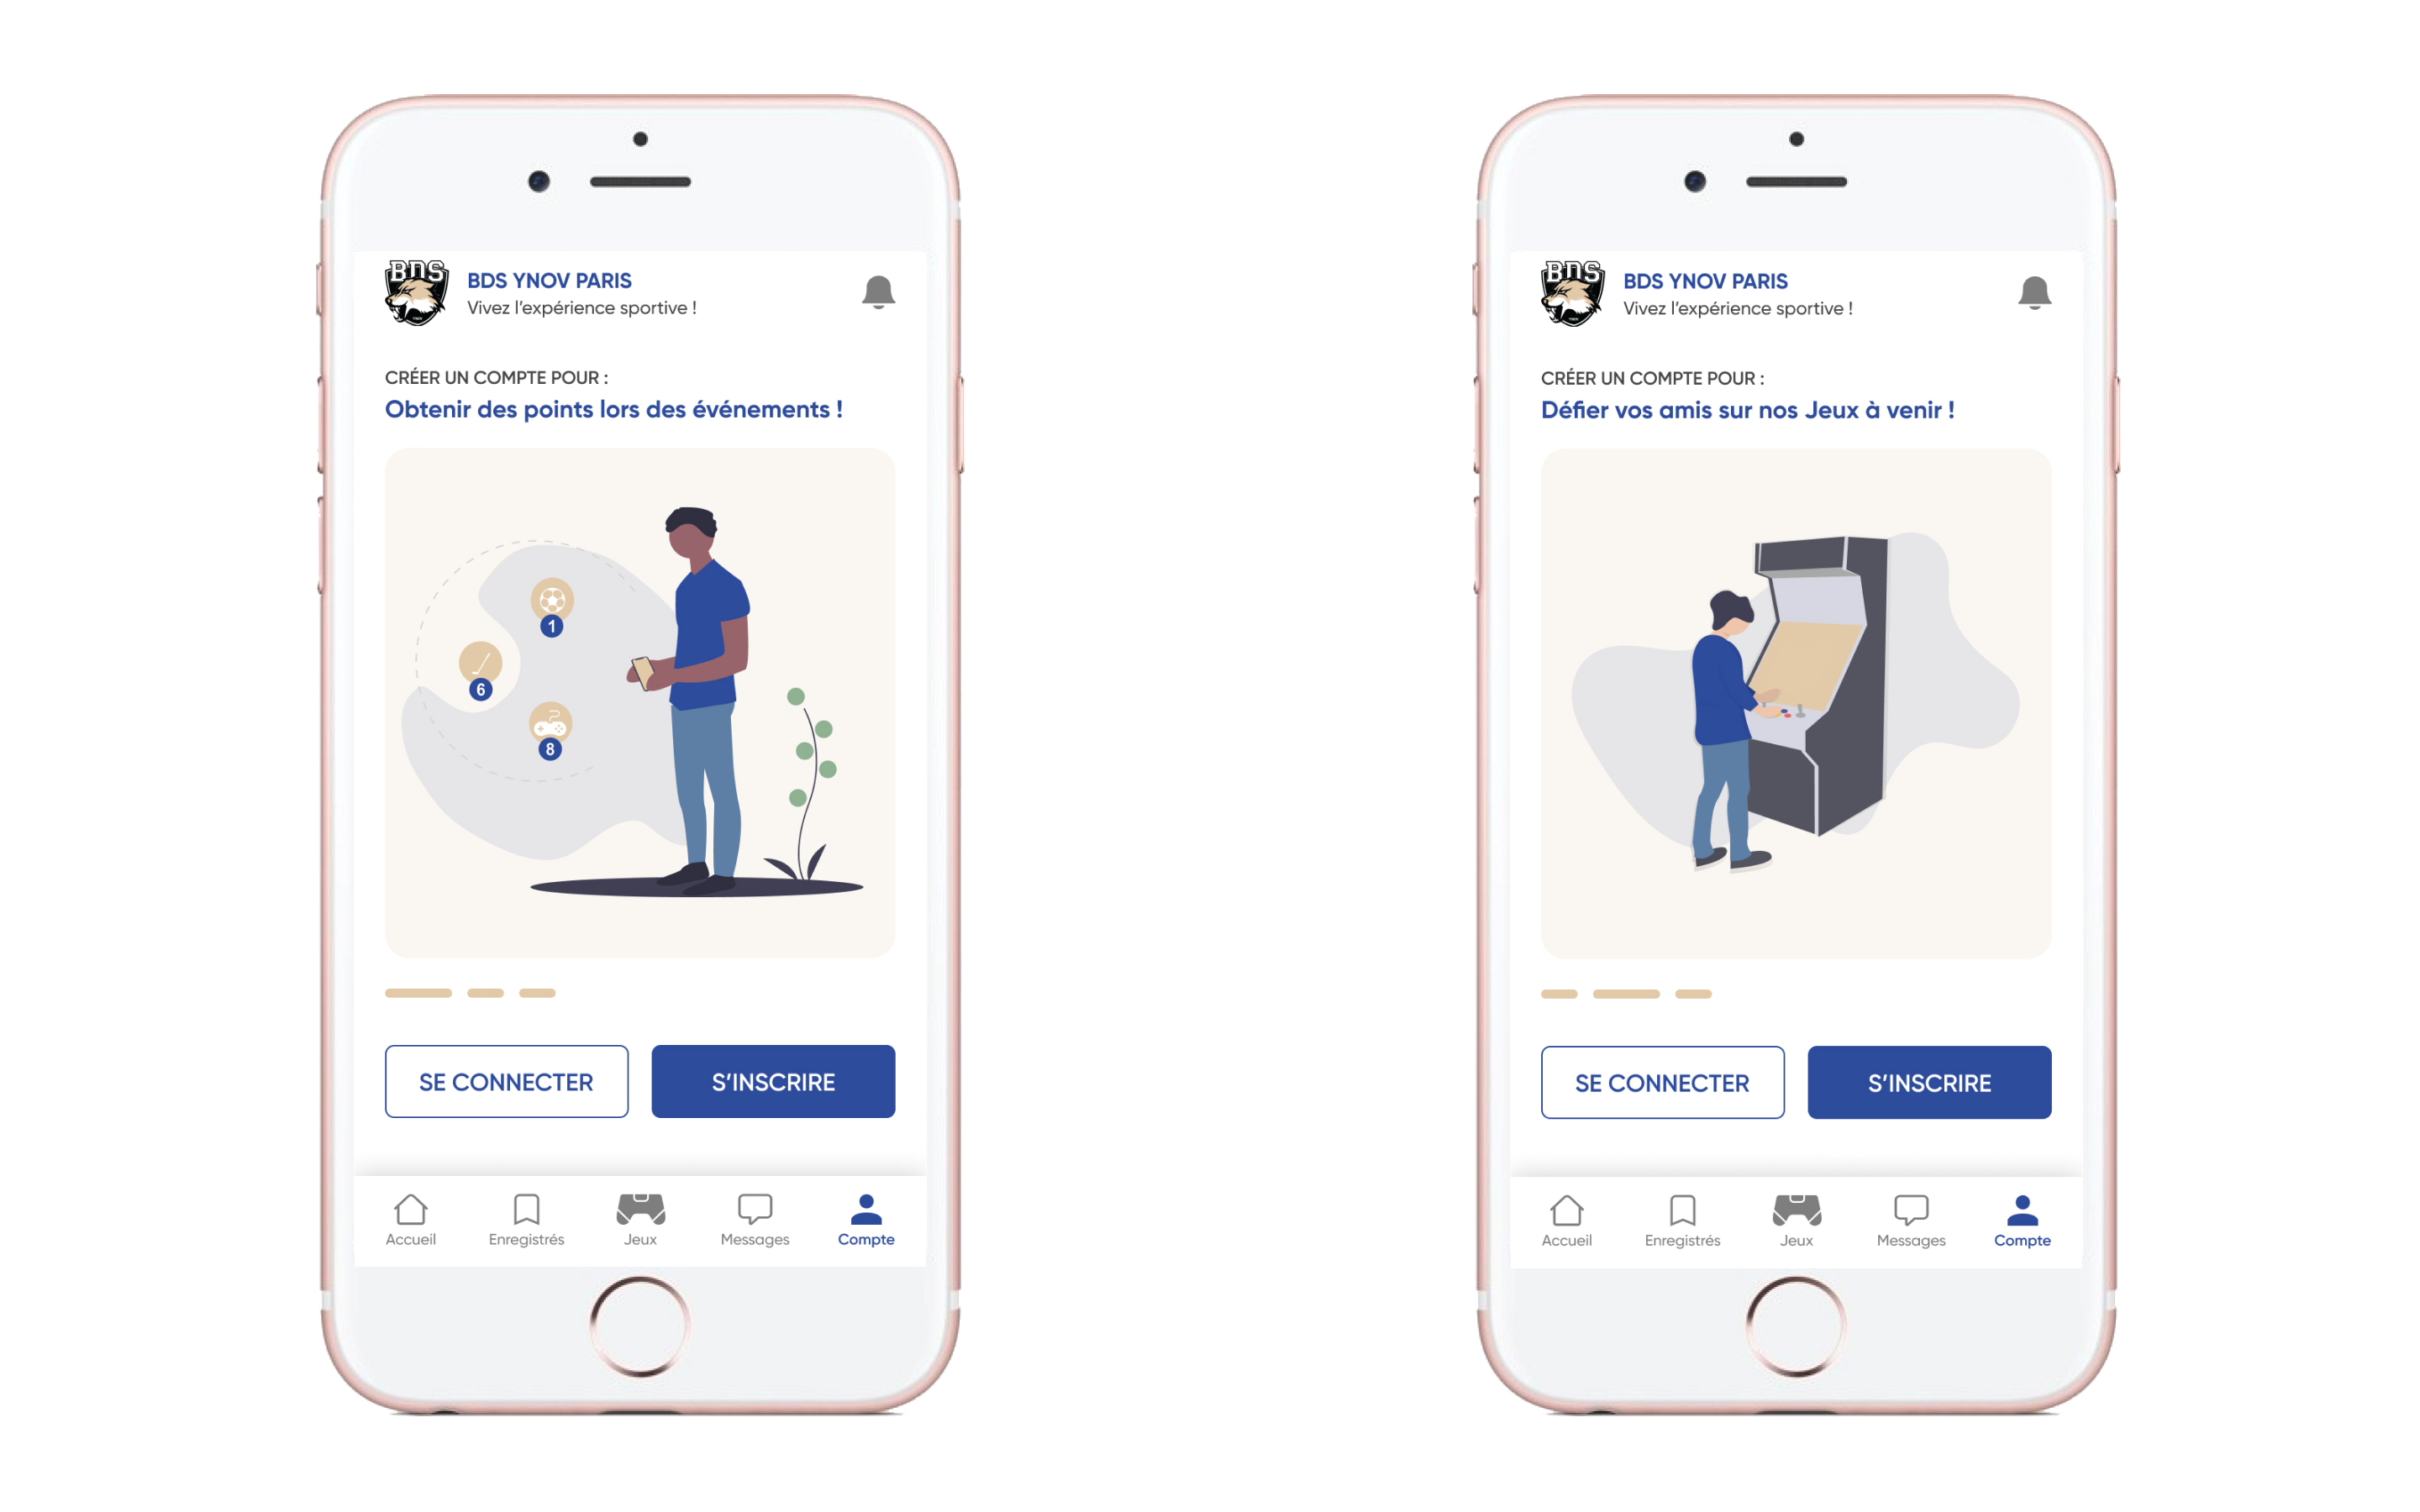 BDS
BDS YNOV PARIS
Vivez l'expérience sportive !
CRÉER UN COMPTE POUR :
Obtenir des points lors des événements !
1
6
8
SE CONNECTER
S'INSCRIRE
Accueil
Enregistrés
Jeux
Messages
Compte
BDS
BDS YNOV PARIS
Vivez l'expérience sportive !
CRÉER UN COMPTE POUR :
Défier vos amis sur nos Jeux à venir !
SE CONNECTER
S'INSCRIRE
Accueil
Enregistrés
Jeux
Messages
Compte